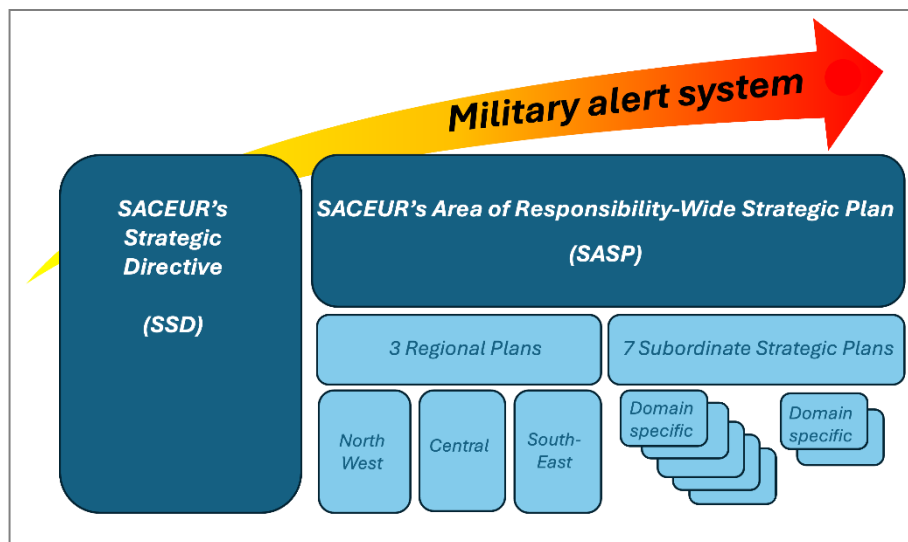 Military alert system
SACEUR's
Strategic
Directive
(SSD)
SACEUR's Area of Responsibility-Wide Strategic Plan
(SASP)
3 Regional Plans
7 Subordinate Strategic Plans
North
West
Central
South-
East
Domain
specific
Domain
specific